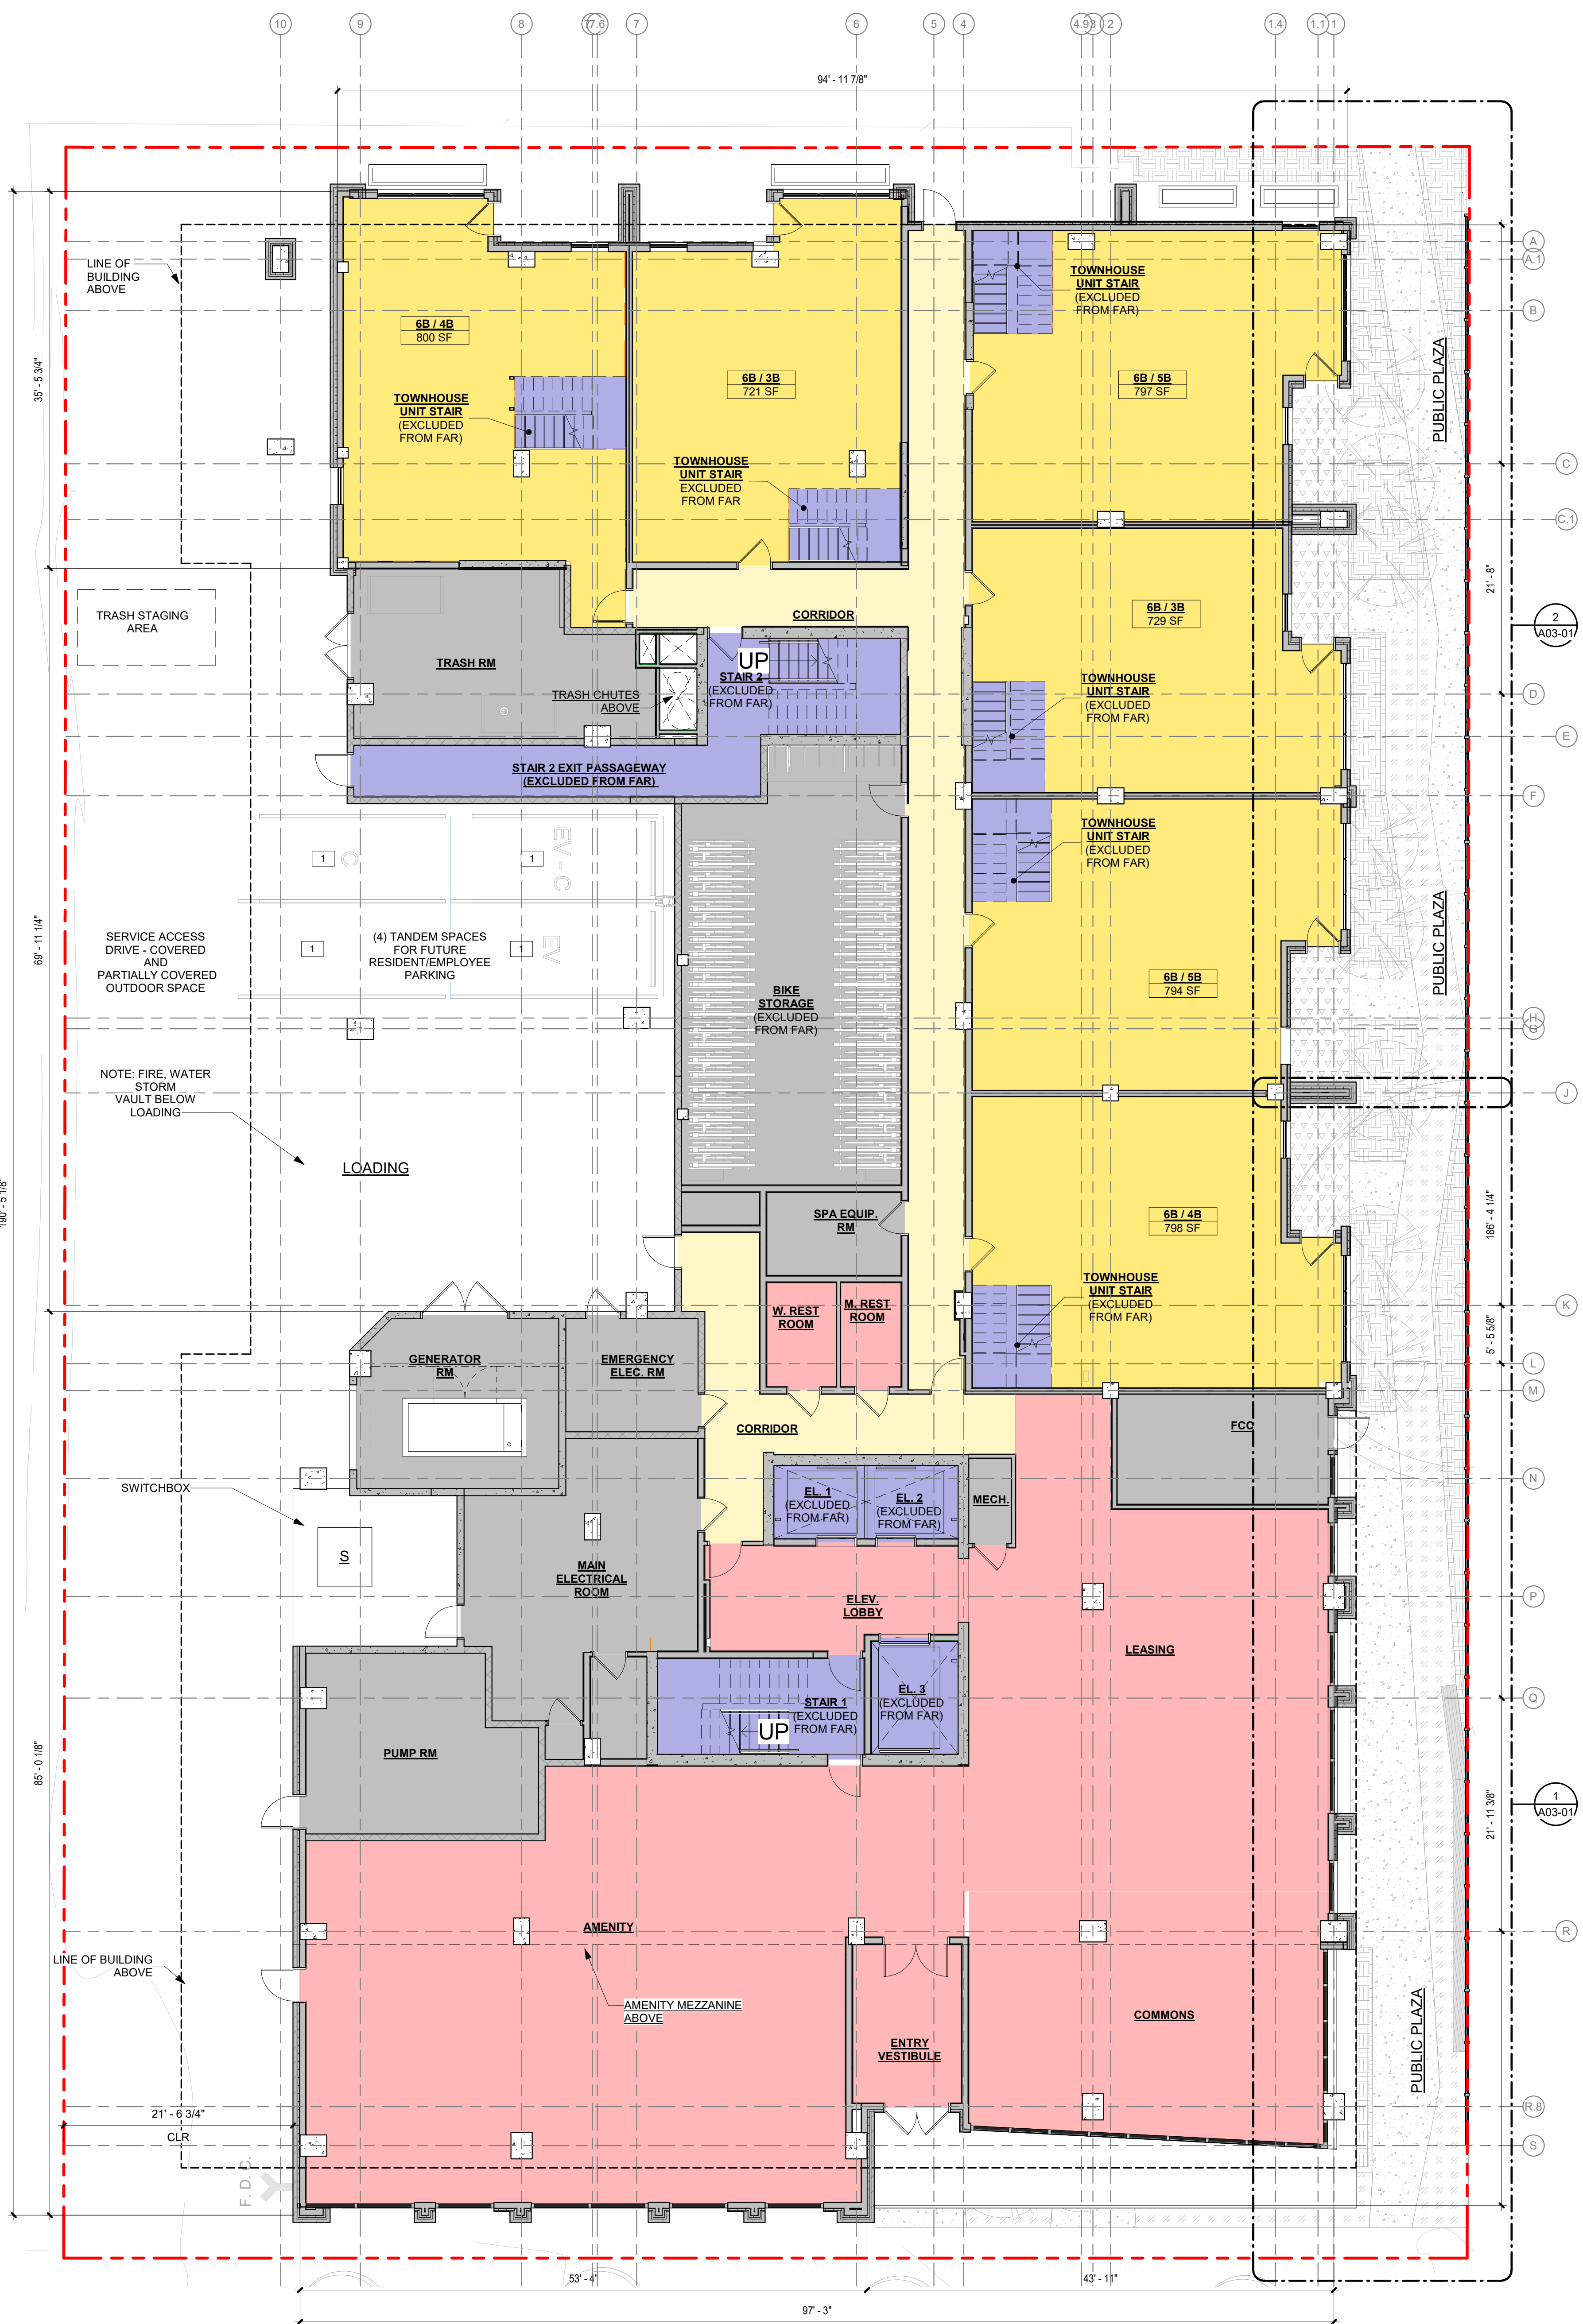 10
9
8
7.6
7
6
5
4
4.9
3
2
1.4
1.1
1
94' - 11 7/8"
LINE OF
BUILDING
ABOVE
6B / 4B
800 SF
TOWNHOUSE
UNIT STAIR
(EXCLUDED
FROM FAR)
6B / 3B
721 SF
TOWNHOUSE
UNIT STAIR
EXCLUDED
FROM FAR
TOWNHOUSE
UNIT STAIR
(EXCLUDED
FROM FAR)
6B / 5B
797 SF
PUBLIC PLAZA
A
A.1
B
C
C.1
35' - 5 3/4"
21' - 8"
2
A03-01
TRASH STAGING
AREA
TRASH RM
TRASH CHUTES
ABOVE
CORRIDOR
UP
STAIR 2
(EXCLUDED
FROM FAR)
6B / 3B
729 SF
TOWNHOUSE
UNIT STAIR
(EXCLUDED
FROM FAR)
D
E
F
STAIR 2 EXIT PASSAGEWAY
(EXCLUDED FROM FAR)
TOWNHOUSE
UNIT STAIR
(EXCLUDED
FROM FAR)
1
C
1
EV - C
69' - 11 1/4"
SERVICE ACCESS
DRIVE - COVERED
AND
PARTIALLY COVERED
OUTDOOR SPACE
1
(4) TANDEM SPACES
FOR FUTURE
RESIDENT/EMPLOYEE
PARKING
1
EV
BIKE
STORAGE
(EXCLUDED
FROM FAR)
6B / 5B
794 SF
PUBLIC PLAZA
H
G
J
NOTE: FIRE, WATER
STORM
VAULT BELOW
LOADING
LOADING
190' - 5 1/8"
SPA EQUIP.
RM
6B / 4B
798 SF
186' - 4 1/4"
TOWNHOUSE
UNIT STAIR
(EXCLUDED
FROM FAR)
W. REST
ROOM
M. REST
ROOM
K
5' - 5 5/8"
L
M
GENERATOR
RM
EMERGENCY
ELEC. RM
CORRIDOR
FCC
N
SWITCHBOX
EL. 1
(EXCLUDED
FROM FAR)
EL. 2
(EXCLUDED
FROM FAR)
MECH.
S
MAIN
ELECTRICAL
ROOM
ELEV.
LOBBY
P
LEASING
STAIR 1
(EXCLUDED
FROM FAR)
UP
EL. 3
(EXCLUDED
FROM FAR)
Q
PUMP RM
85' - 0 1/8"
21' - 11 3/8"
1
A03-01
AMENITY
R
LINE OF BUILDING
ABOVE
AMENITY MEZZANINE
ABOVE
ENTRY
VESTIBULE
COMMONS
PUBLIC PLAZA
R.8
S
21' - 6 3/4"
CLR
F. D. C.
53' - 4"
43' - 11"
97' - 3"